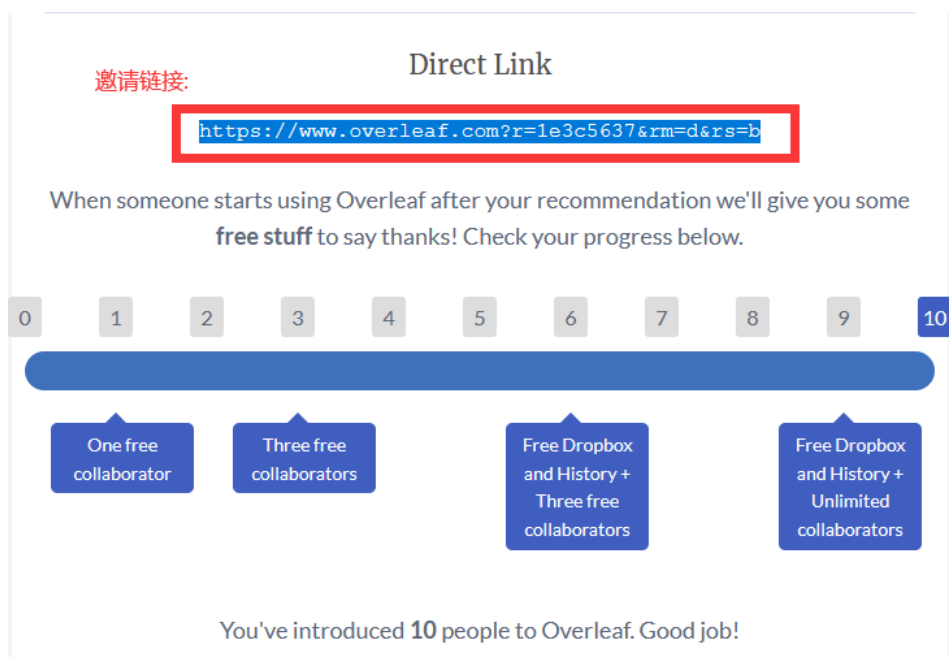 Direct Link
邀请链接:
https://www.overleaf.com?r=1e3c5637&rm=d&rs=b
When someone starts using Overleaf after your recommendation we'll give you some
free stuff to say thanks! Check your progress below.
0 1 2 3 4 5 6 7 8 9 10
One free
collaborator
Three free
collaborators
Free Dropbox
and History +
Three free
collaborators
Free Dropbox
and History +
Unlimited
collaborators
You've introduced 10 people to Overleaf. Good job!